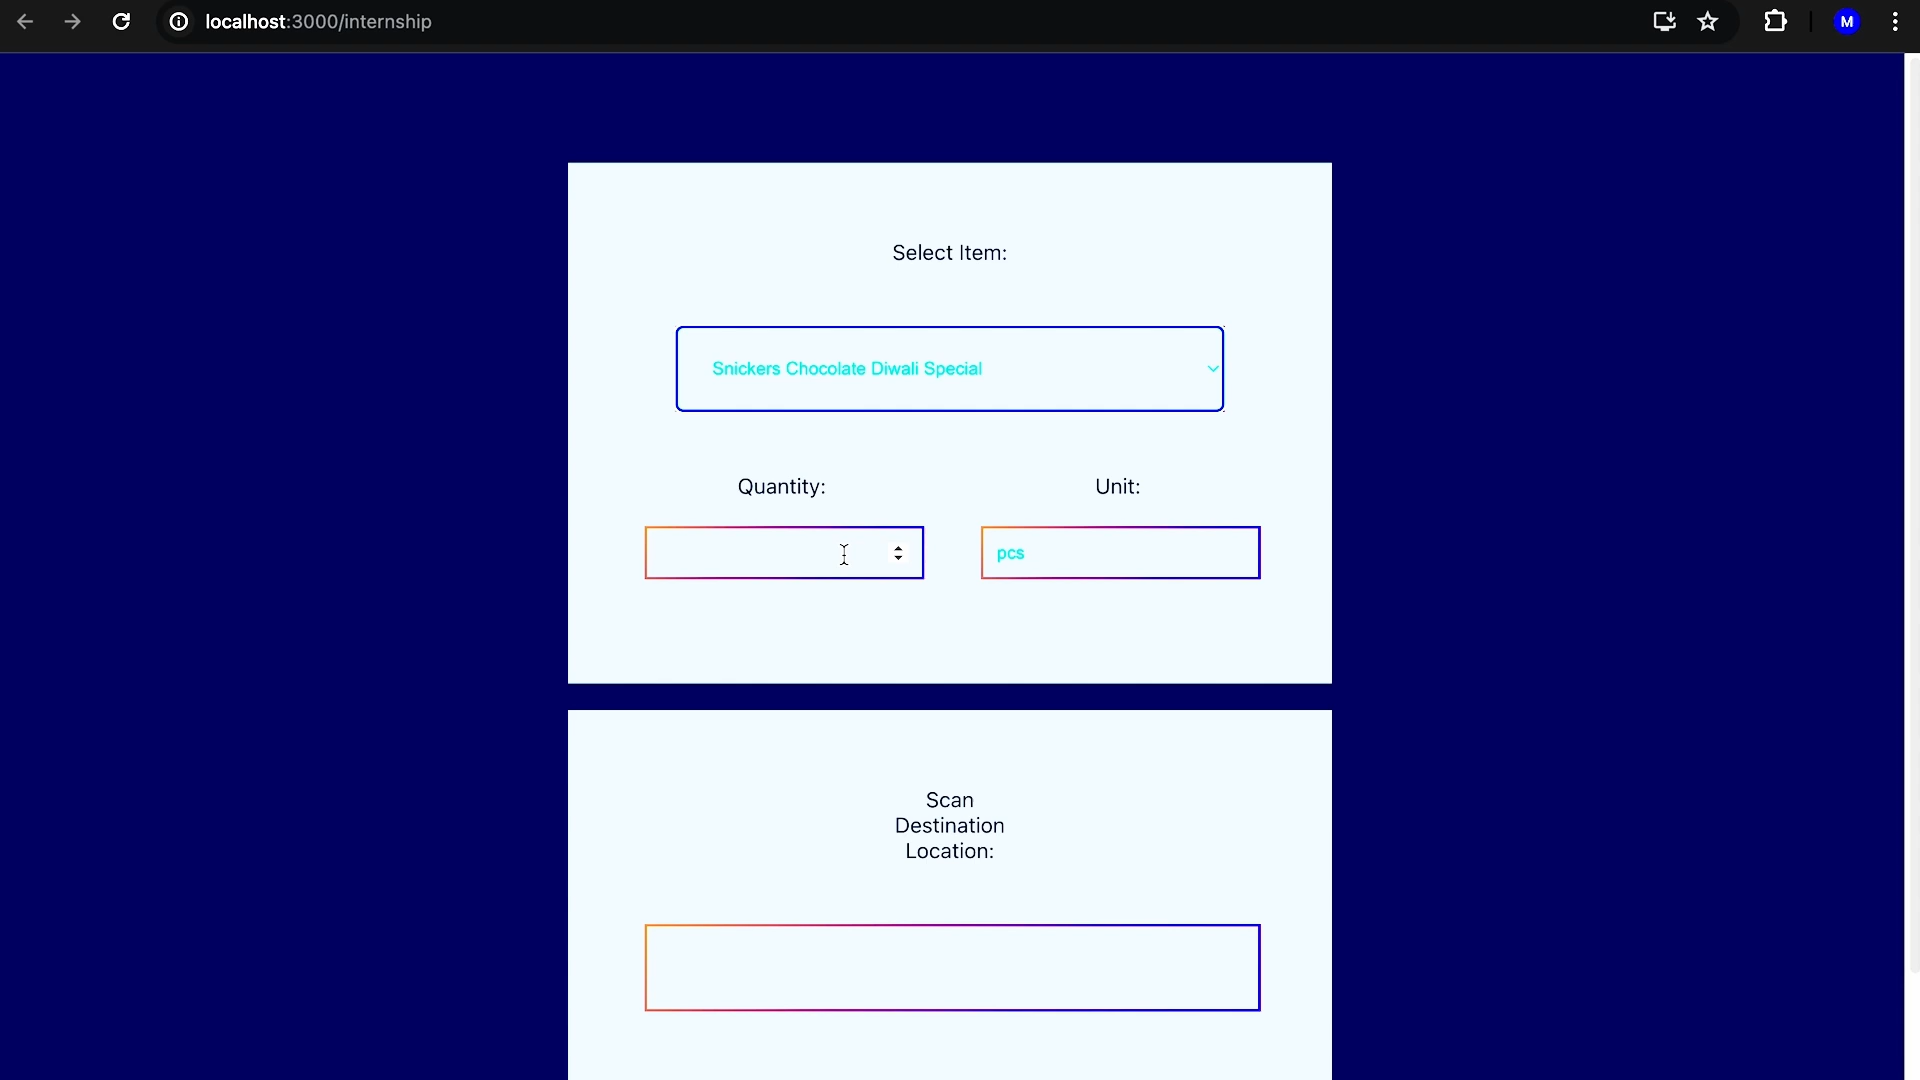 localhost:3000/internship
M
Select Item:
Snickers Chocolate Diwali Special
Quantity:
Unit:
pcs
Scan
Destination
Location: